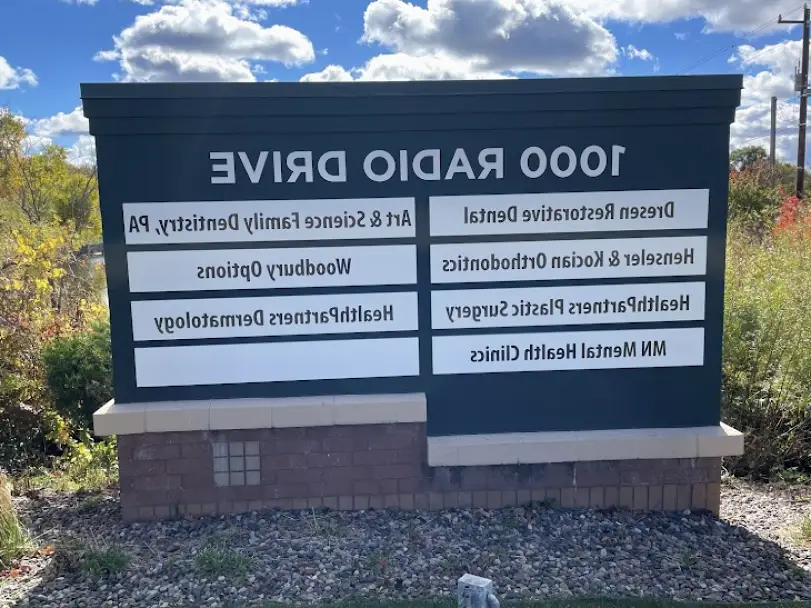 1000 RADIO DRIVE
Dresen Restorative Dental
Henseler & Kocian Orthodontics
HealthPartners Plastic Surgery
MN Mental Health Clinics
Art & Science Family Dentistry, PA
Woodbury Options
HealthPartners Dermatology